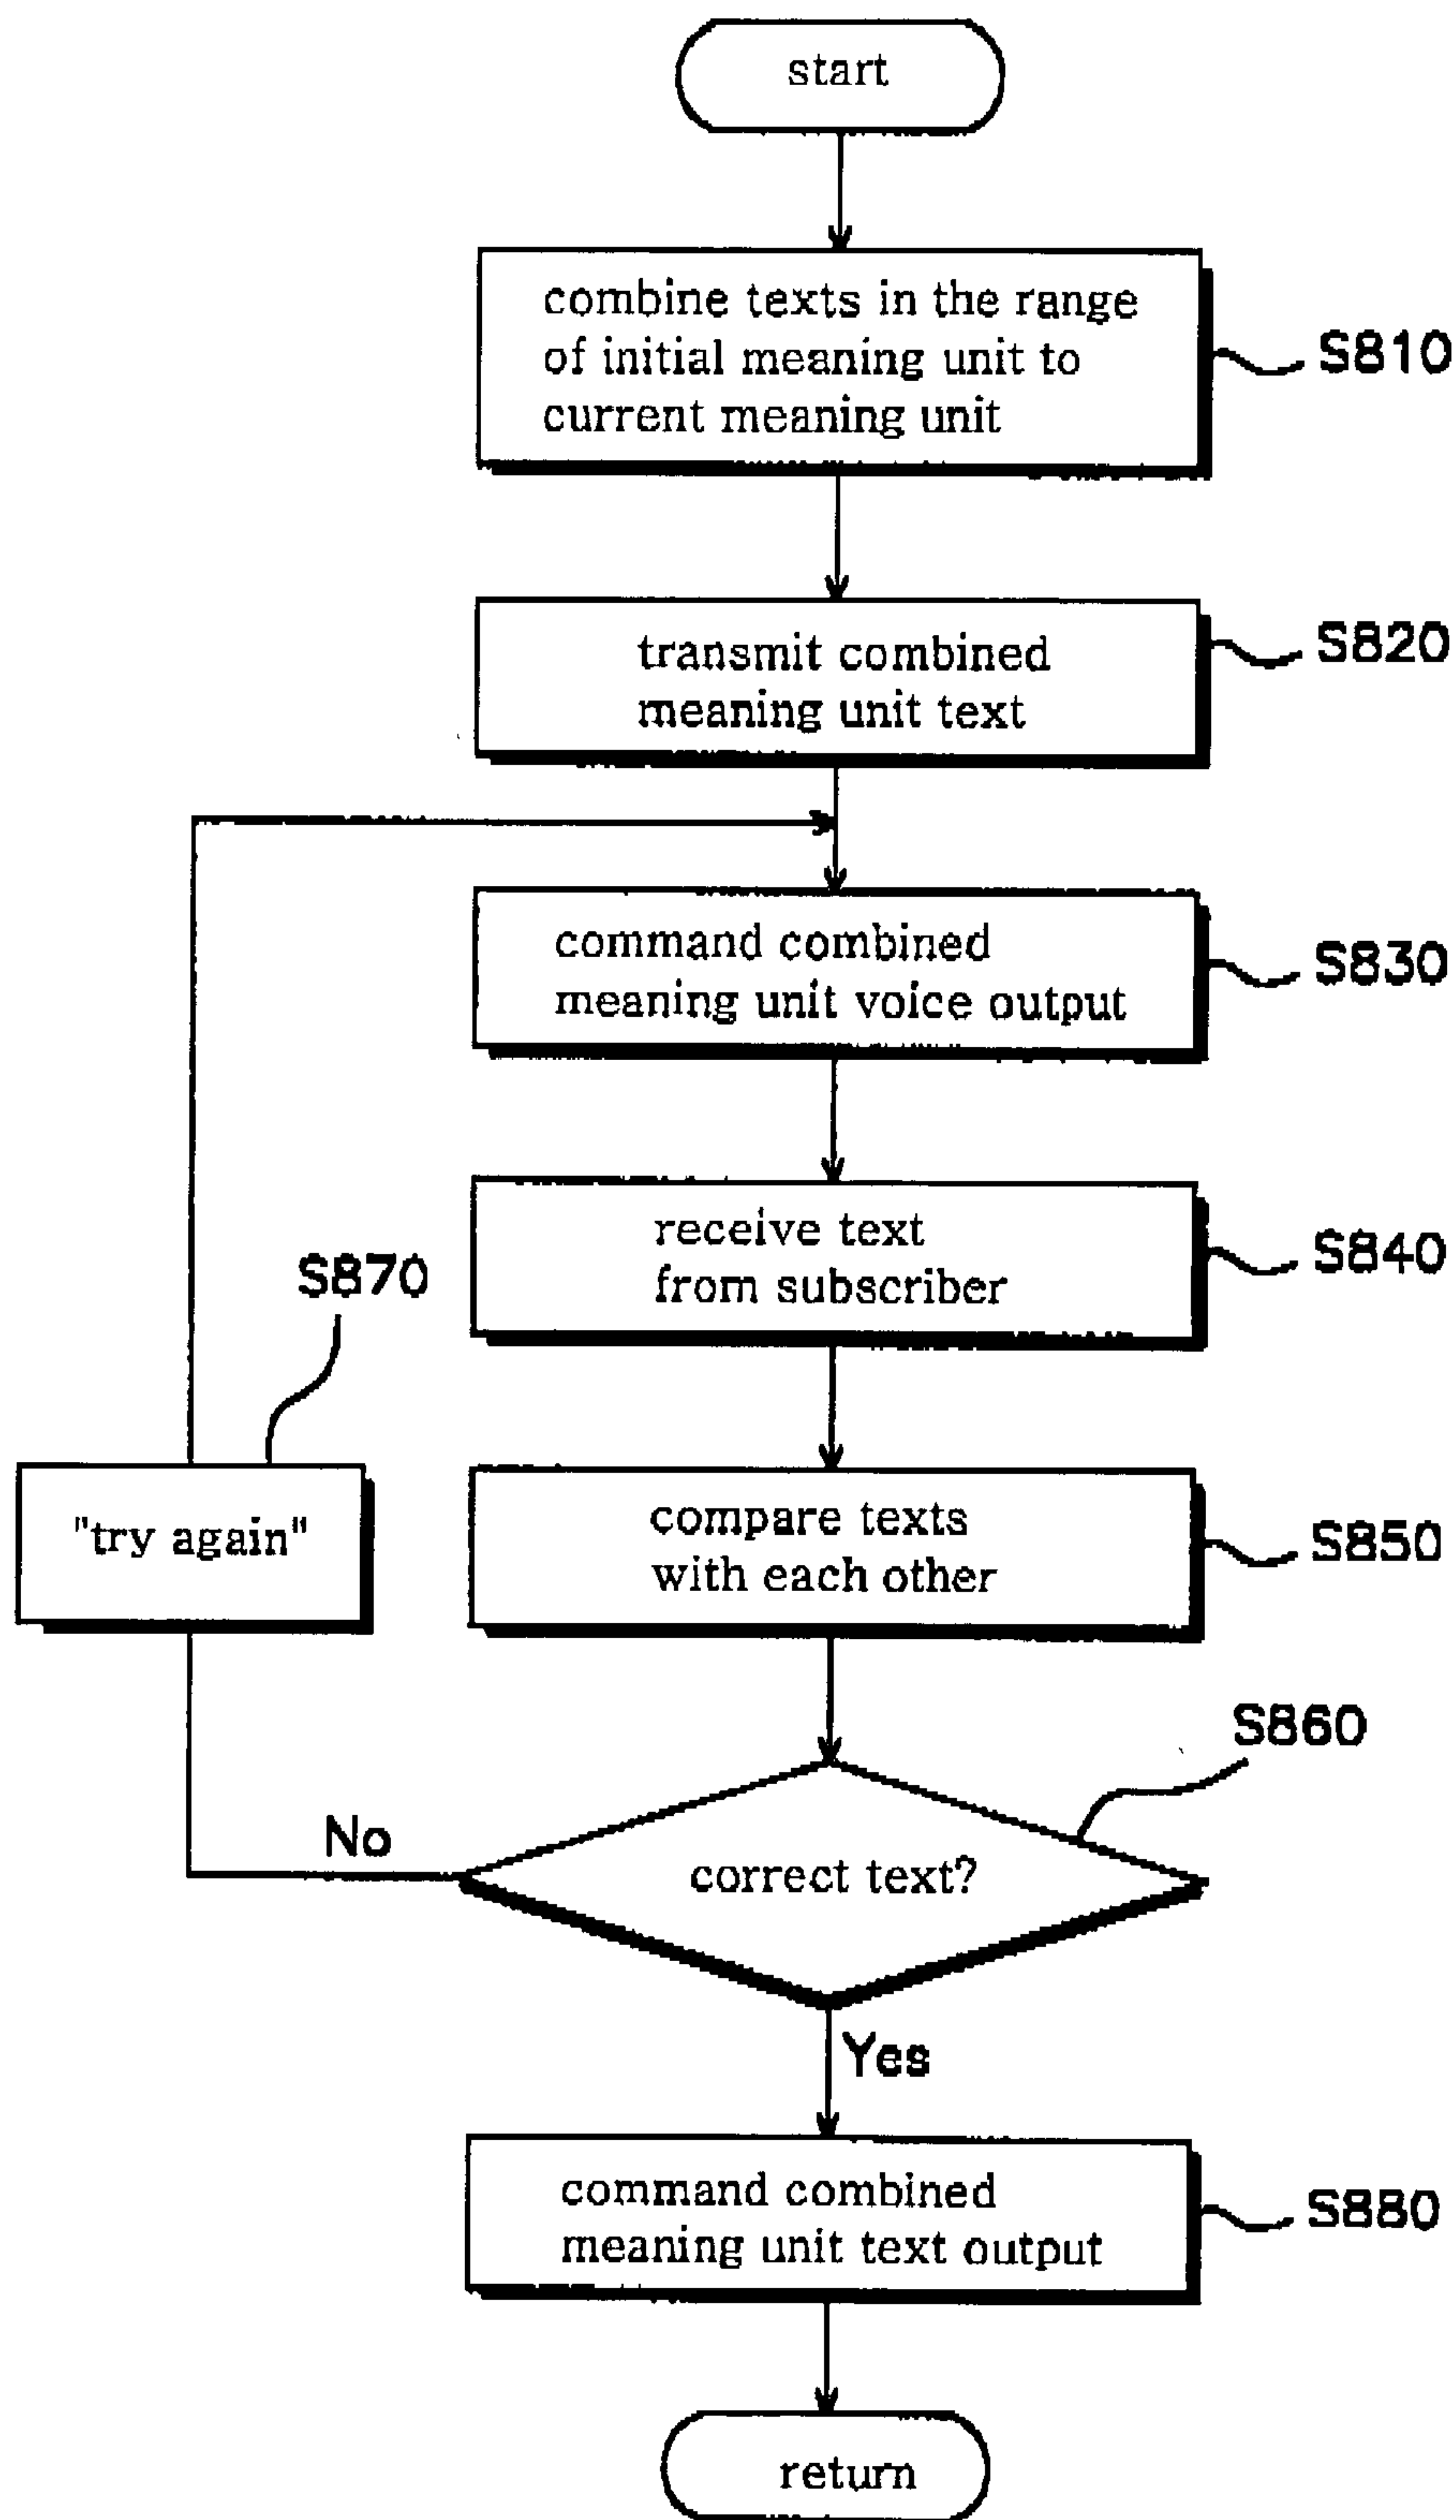 start
combine texts in the range
of initial meaning unit to
current meaning unit
S810
transmit combined
meaning unit text
S820
command combined
meaning unit voice output
S830
receive text
from subscriber
S840
S870
"try again"
compare texts
with each other
S850
S860
No
correct text?
Yes
command combined
meaning unit text output
S880
return